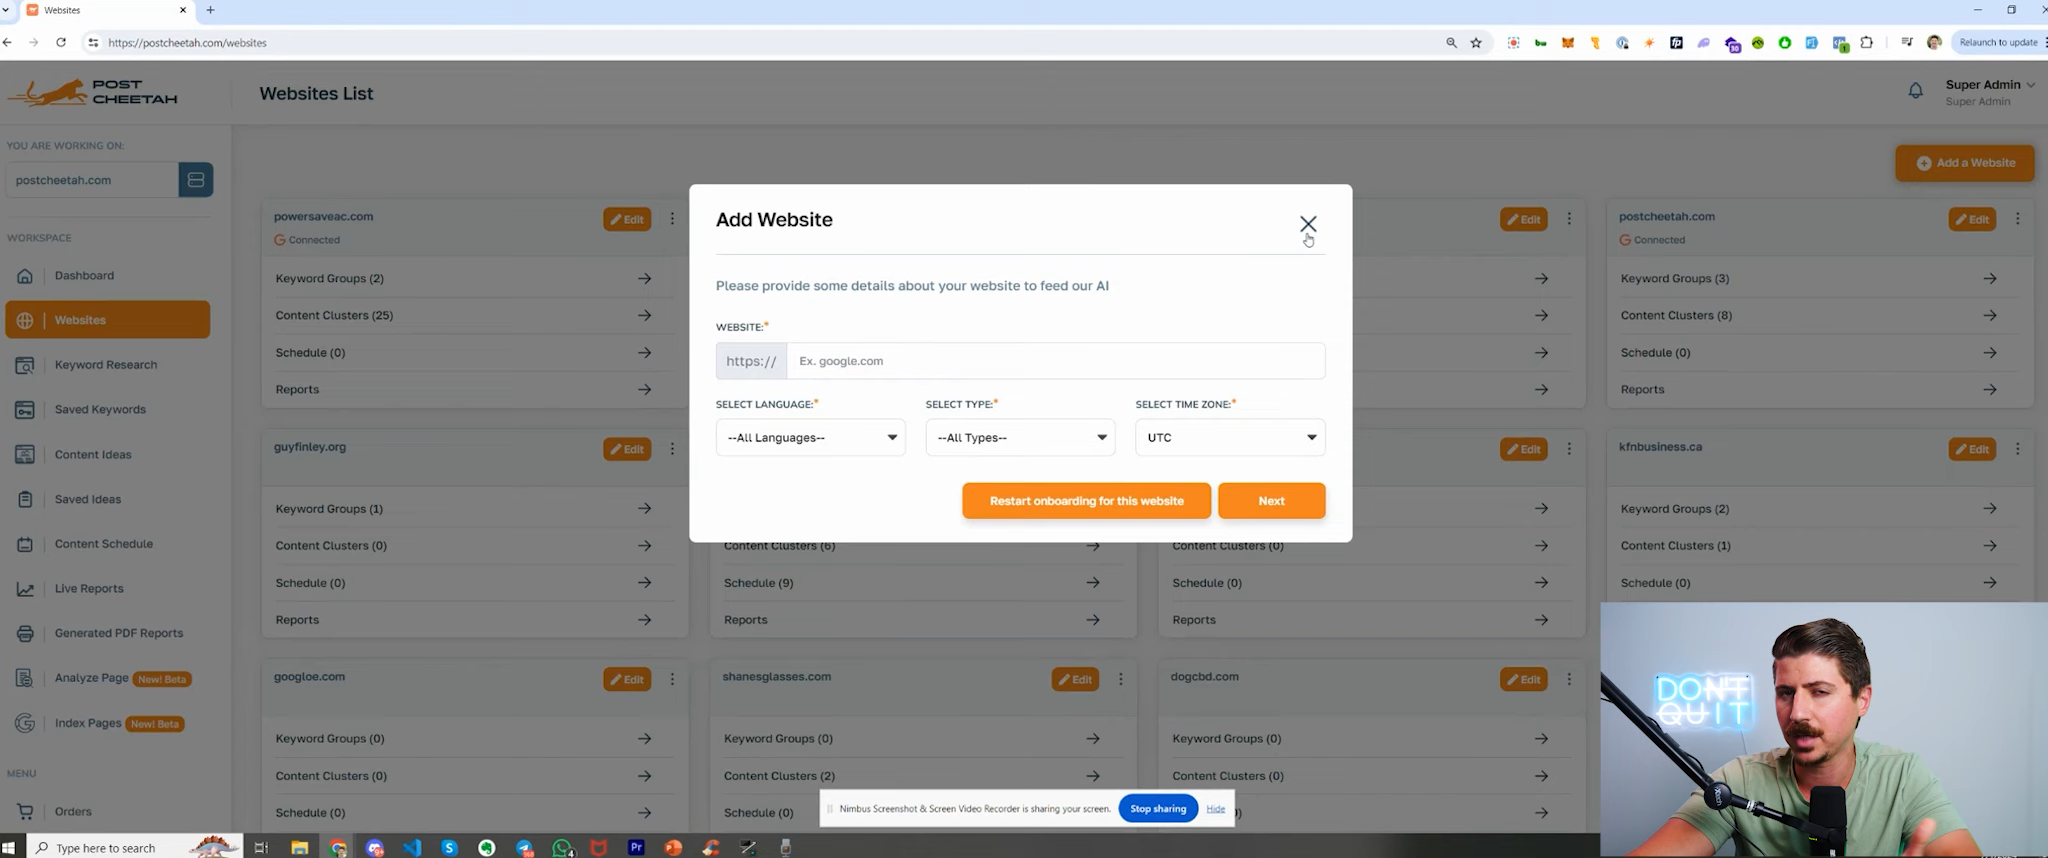 Websites
https://postcheetah.com/websites
Relaunch to update
POST
CHEETAH
Websites List
Super Admin
Super Admin
YOU ARE WORKING ON:
postcheetah.com
Add a Website
WORKSPACE
Dashboard
Websites
Keyword Research
Saved Keywords
Content Ideas
Saved Ideas
Content Schedule
Live Reports
Generated PDF Reports
Analyze Page New! Beta
Index Pages New! Beta
MENU
Orders
powersaveac.com
Edit
Connected
Keyword Groups (2)
Content Clusters (25)
Schedule (0)
Reports
Edit
postcheetah.com
Edit
Connected
Keyword Groups (3)
Content Clusters (8)
Schedule (0)
Reports
Add Website
Please provide some details about your website to feed our AI
WEBSITE:*
https:// Ex. google.com
SELECT LANGUAGE:* SELECT TYPE:* SELECT TIME ZONE:*
--All Languages-- --All Types-- UTC
Restart onboarding for this website Next
guyfinley.org
Edit
Keyword Groups (1)
Content Clusters (0)
Schedule (0)
Reports
Content Clusters (6)
Schedule (9)
Reports
Edit
Content Clusters (0)
Schedule (0)
Reports
kfnbusiness.ca
Edit
Keyword Groups (2)
Content Clusters (1)
Schedule (0)
googloe.com
Edit
Keyword Groups (0)
Content Clusters (0)
Schedule (0)
shanesglasses.com
Edit
Keyword Groups (0)
Content Clusters (2)
dogcbd.com
Edit
Keyword Groups (0)
Content Clusters (0)
DON'T
QUIT
Nimbus Screenshot & Screen Video Recorder is sharing your screen. Stop sharing Hide
Type here to search